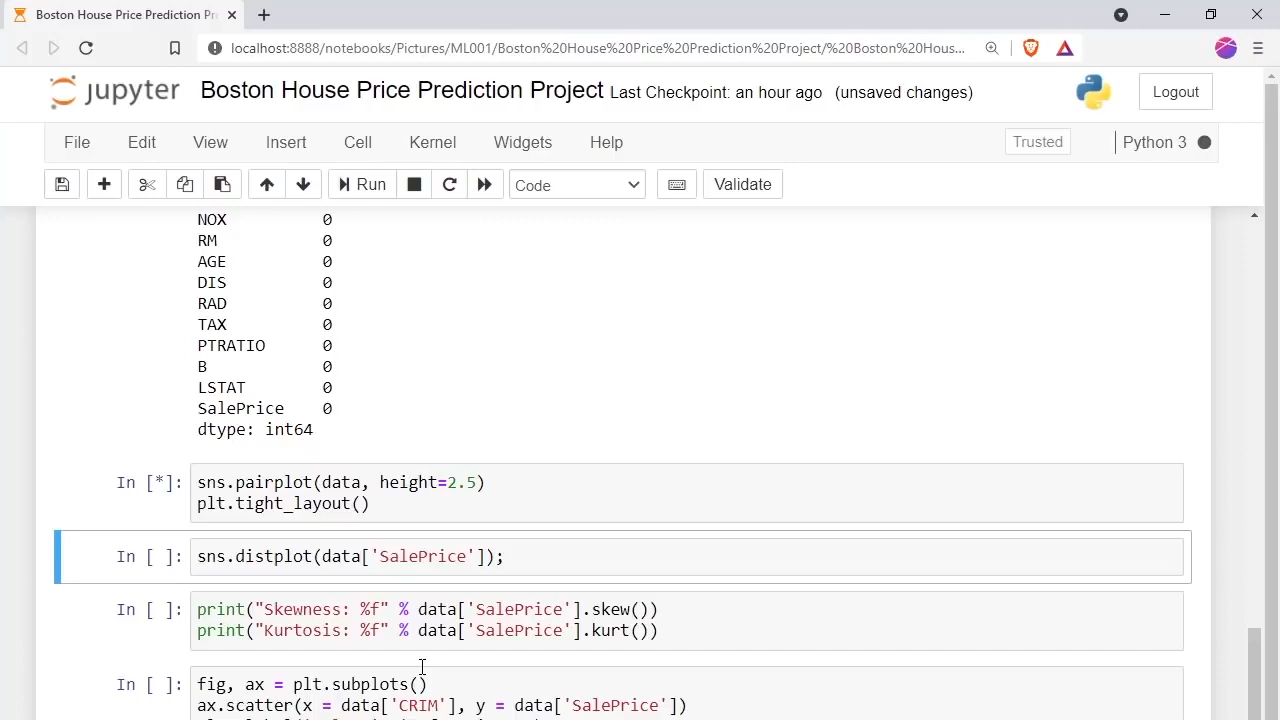 Boston House Price Prediction Pr
localhost:8888/notebooks/Pictures/ML001/Boston%20House%20Price%20Prediction%20Project/%20Boston%20Hous...
jupyter Boston House Price Prediction Project Last Checkpoint: an hour ago (unsaved changes) Logout
File Edit View Insert Cell Kernel Widgets Help Trusted Python 3
Run Code Validate
NOX 0
RM 0
AGE 0
DIS 0
RAD 0
TAX 0
PTRATIO 0
B 0
LSTAT 0
SalePrice 0
dtype: int64
In [*]: sns.pairplot(data, height=2.5)
plt.tight_layout()
In [ ]: sns.distplot(data['SalePrice']);
In [ ]: print("Skewness: %f" % data['SalePrice'].skew())
print("Kurtosis: %f" % data['SalePrice'].kurt())
In [ ]: fig, ax = plt.subplots()
ax.scatter(x = data['CRIM'], y = data['SalePrice'])